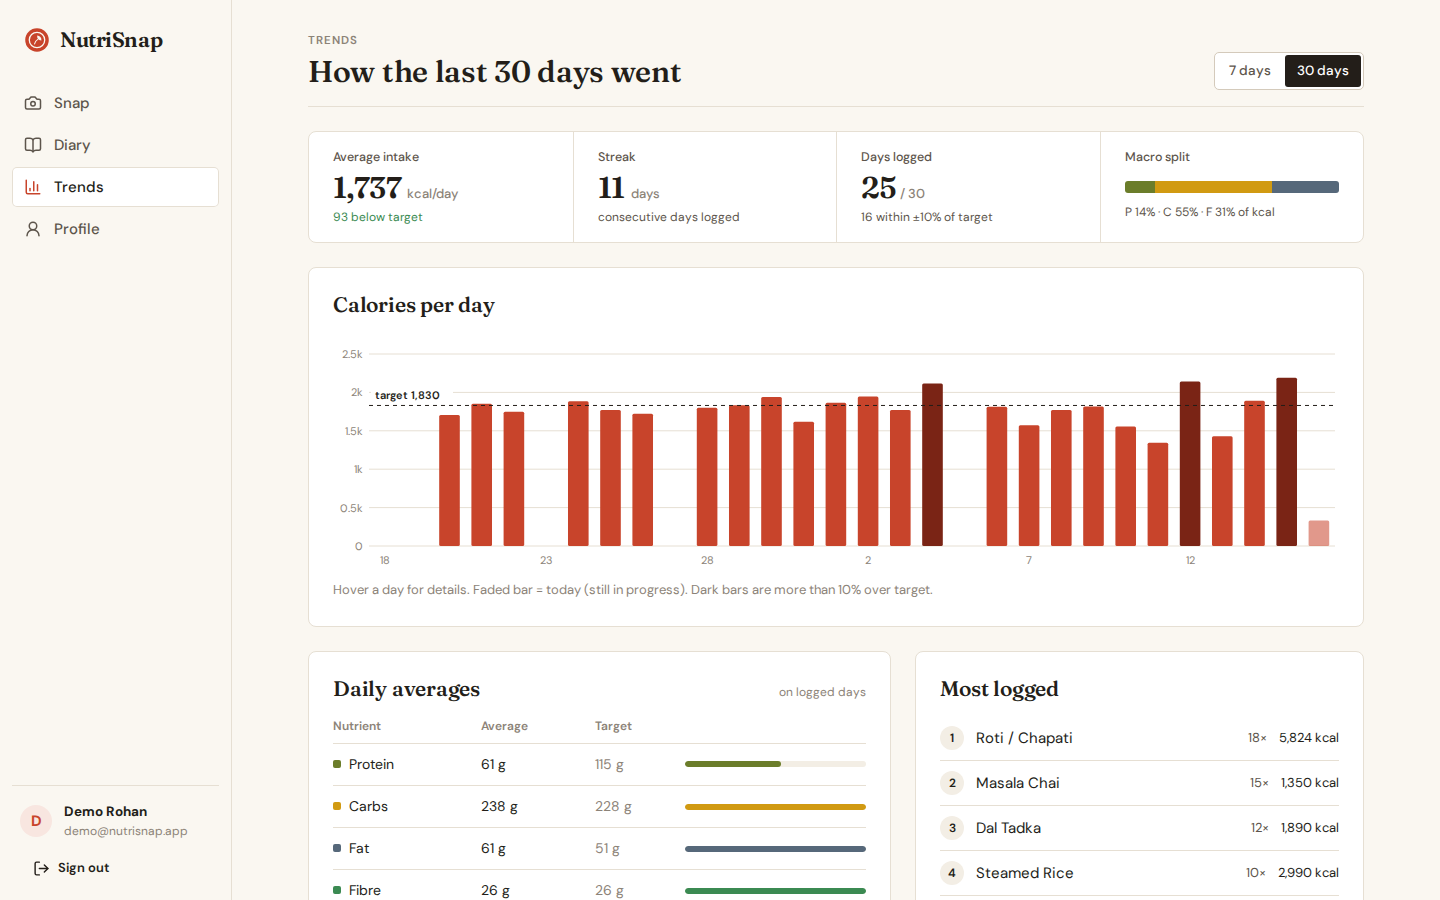 NutriSnap
Snap
Diary
Trends
Profile
Demo Rohan
D
demo@nutrisnap.app
Sign out
TRENDS
How the last 30 days went
7 days 30 days
Average intake
1,737 kcal/day
93 below target
Streak
11 days
consecutive days logged
Days logged
25 / 30
16 within ±10% of target
Macro split
P 14% · C 55% · F 31% of kcal
Calories per day
2.5k
2k
target 1,830
1.5k
1k
0.5k
0
18 23 28 2 7 12
Hover a day for details. Faded bar = today (still in progress). Dark bars are more than 10% over target.
Daily averages on logged days
Nutrient Average Target
Protein 61 g 115 g
Carbs 238 g 228 g
Fat 61 g 51 g
Fibre 26 g 26 g
Most logged
1 Roti / Chapati 18× 5,824 kcal
2 Masala Chai 15× 1,350 kcal
3 Dal Tadka 12× 1,890 kcal
4 Steamed Rice 10× 2,990 kcal